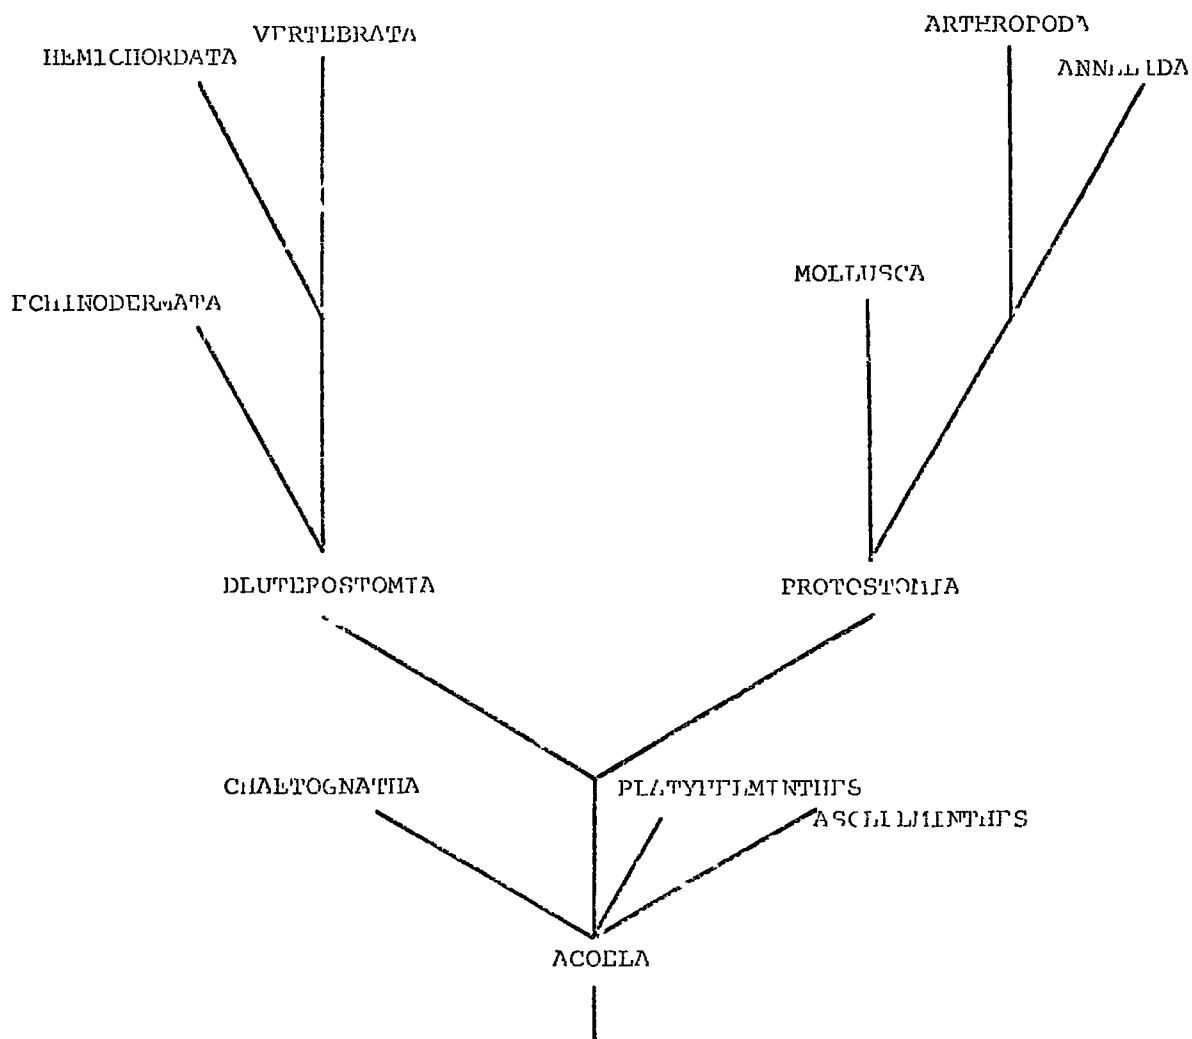 ARTHROPODA
VERTEBRATA
HEMICHORDATA
ANNELIDA
MOLLUSCA
ECHINODERMATA
DEUTEROSTOMIA
PROTOSTOMIA
CHAETOGNATHA
PLATYHELMINTHES
ASCHELMINTHES
ACOELA